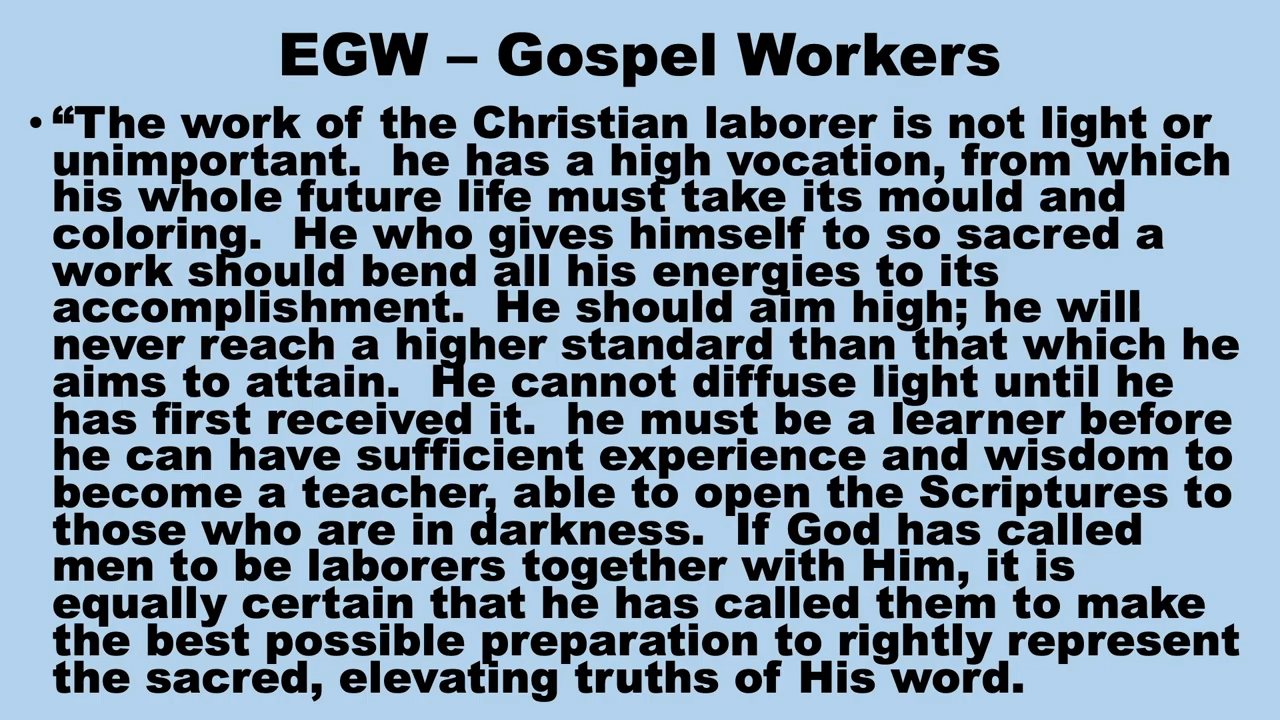 EGW – Gospel Workers
• “The work of the Christian laborer is not light or
unimportant.  he has a high vocation, from which
his whole future life must take its mould and
coloring.  He who gives himself to so sacred a
work should bend all his energies to its
accomplishment.  He should aim high; he will
never reach a higher standard than that which he
aims to attain.  He cannot diffuse light until he
has first received it.  he must be a learner before
he can have sufficient experience and wisdom to
become a teacher, able to open the Scriptures to
those who are in darkness.  If God has called
men to be laborers together with Him, it is
equally certain that he has called them to make
the best possible preparation to rightly represent
the sacred, elevating truths of His word.